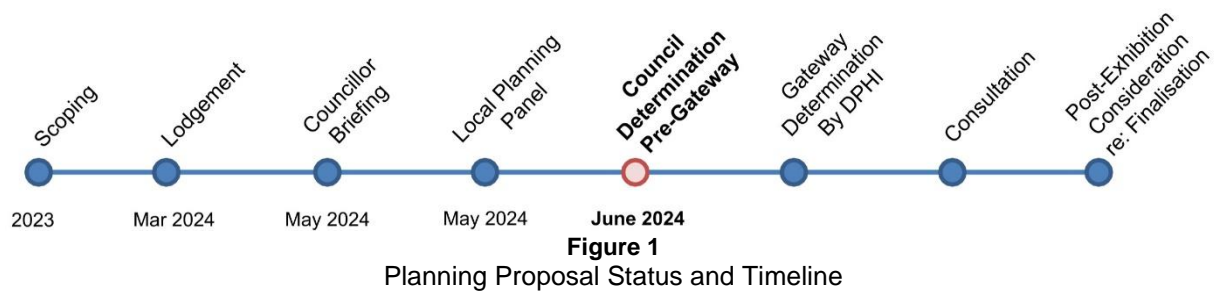 Scoping
Lodgement
Councillor
Briefing
Local Planning
Panel
Council
Determination
Pre-Gateway
Gateway
Determination
By DPHI
Consultation
Post-Exhibition
Consideration
re: Finalisation
2023
Mar 2024
May 2024
May 2024
June 2024
Figure 1
Planning Proposal Status and Timeline